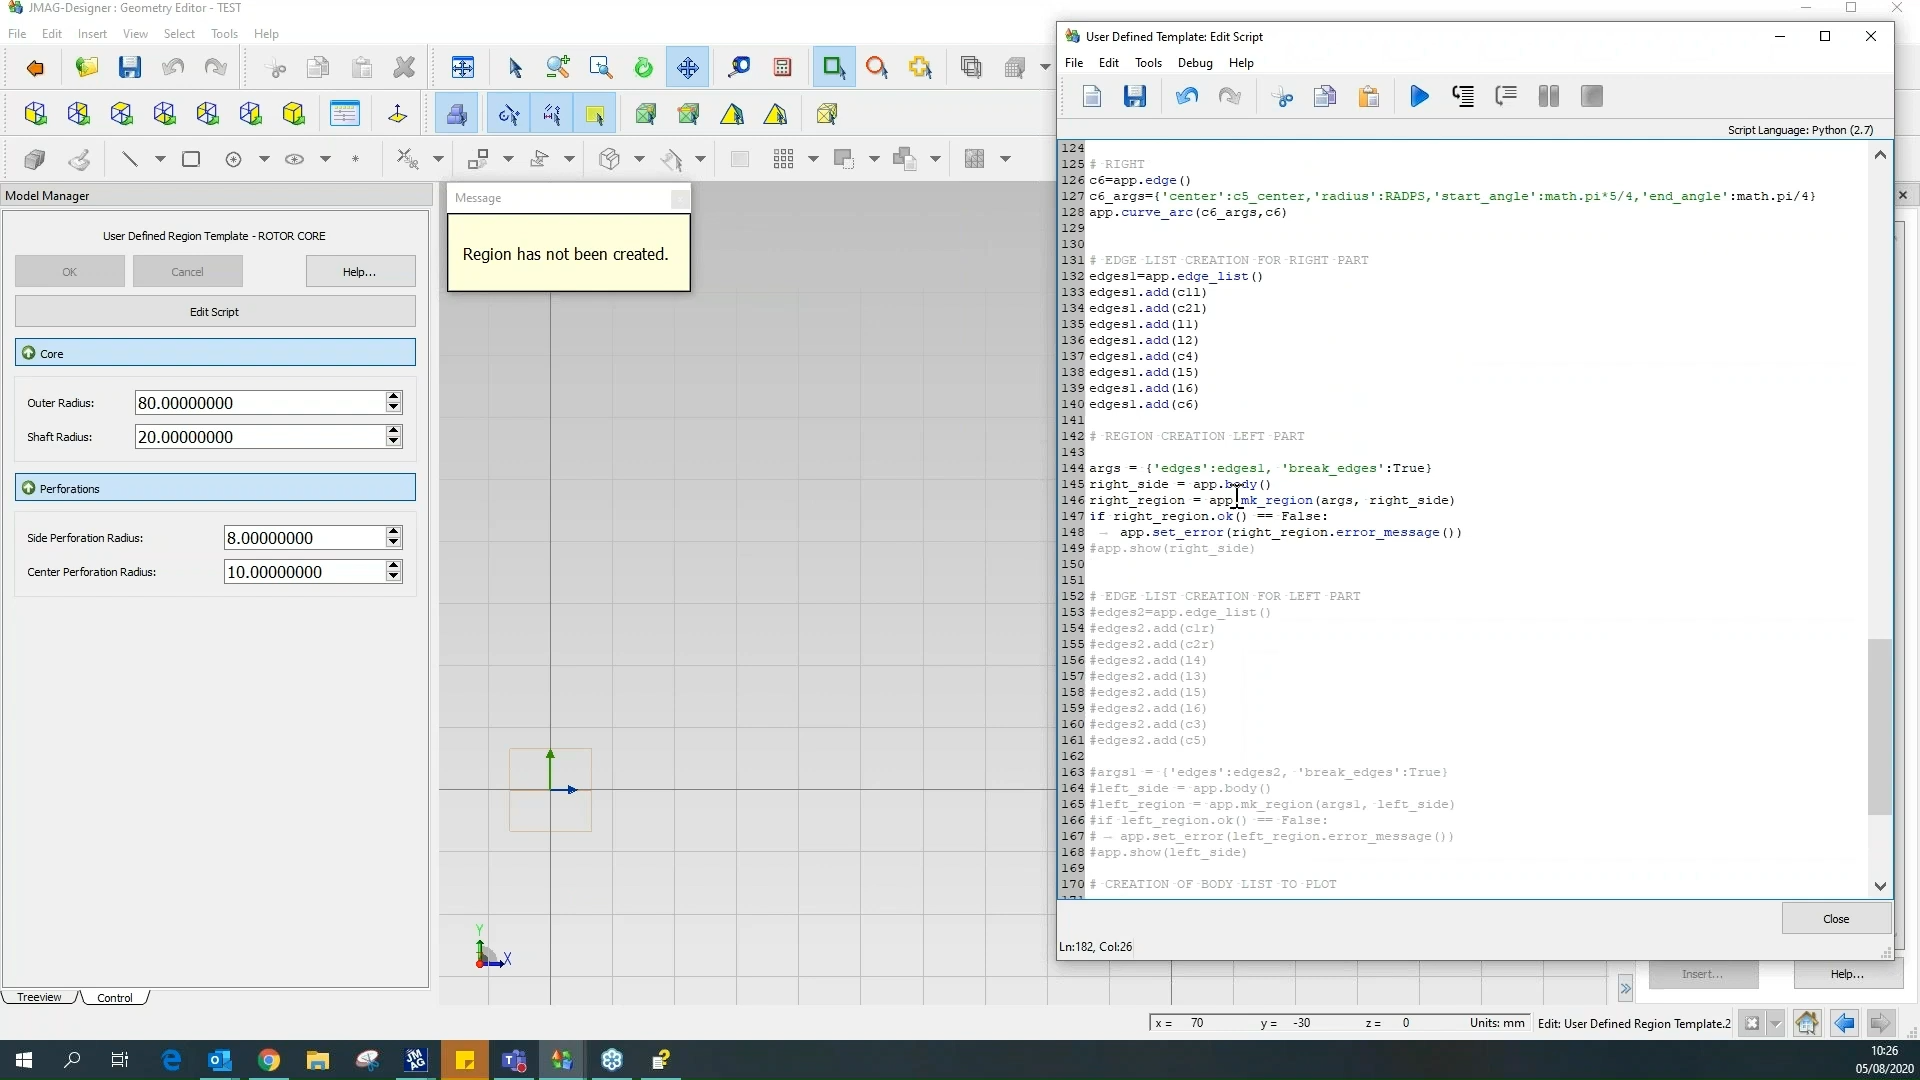 JMAG-Designer : Geometry Editor - TEST
File Edit Insert View Select Tools Help
Model Manager
User Defined Region Template - ROTOR CORE
OK Cancel Help...
Edit Script
Core
Outer Radius: 80.00000000
Shaft Radius: 20.00000000
Perforations
Side Perforation Radius: 8.00000000
Center Perforation Radius: 10.00000000
Treeview Control
Message
Region has not been created.
Y
X
User Defined Template: Edit Script
File Edit Tools Debug Help
Script Language: Python (2.7)
124
125 # RIGHT
126 c6=app.edge()
127 c6_args={'center':c5_center,'radius':RADPS,'start_angle':math.pi*5/4,'end_angle':math.pi/4}
128 app.curve_arc(c6_args,c6)
129
130
131 # EDGE LIST CREATION FOR RIGHT PART
132 edges1=app.edge_list()
133 edges1.add(c1l)
134 edges1.add(c2l)
135 edges1.add(l1)
136 edges1.add(l2)
137 edges1.add(c4)
138 edges1.add(l5)
139 edges1.add(l6)
140 edges1.add(c6)
141
142 # REGION CREATION LEFT PART
143
144 args = {'edges':edges1, 'break_edges':True}
145 right_side = app.body()
146 right_region = app.mk_region(args, right_side)
147 if right_region.ok() == False:
148 → app.set_error(right_region.error_message())
149 #app.show(right_side)
150
151
152 # EDGE LIST CREATION FOR LEFT PART
153 #edges2=app.edge_list()
154 #edges2.add(c1r)
155 #edges2.add(c2r)
156 #edges2.add(l4)
157 #edges2.add(l3)
158 #edges2.add(l5)
159 #edges2.add(l6)
160 #edges2.add(c3)
161 #edges2.add(c5)
162
163 #args1 = {'edges':edges2, 'break_edges':True}
164 #left_side = app.body()
165 #left_region = app.mk_region(args1, left_side)
166 #if left_region.ok() == False:
167 # → app.set_error(left_region.error_message())
168 #app.show(left_side)
169
170 # CREATION OF BODY LIST TO PLOT
Close
Ln:182, Col:26
Insert... Help...
x = 70 y = -30 z = 0 Units: mm Edit: User Defined Region Template.2
JM AG
10:26
05/08/2020